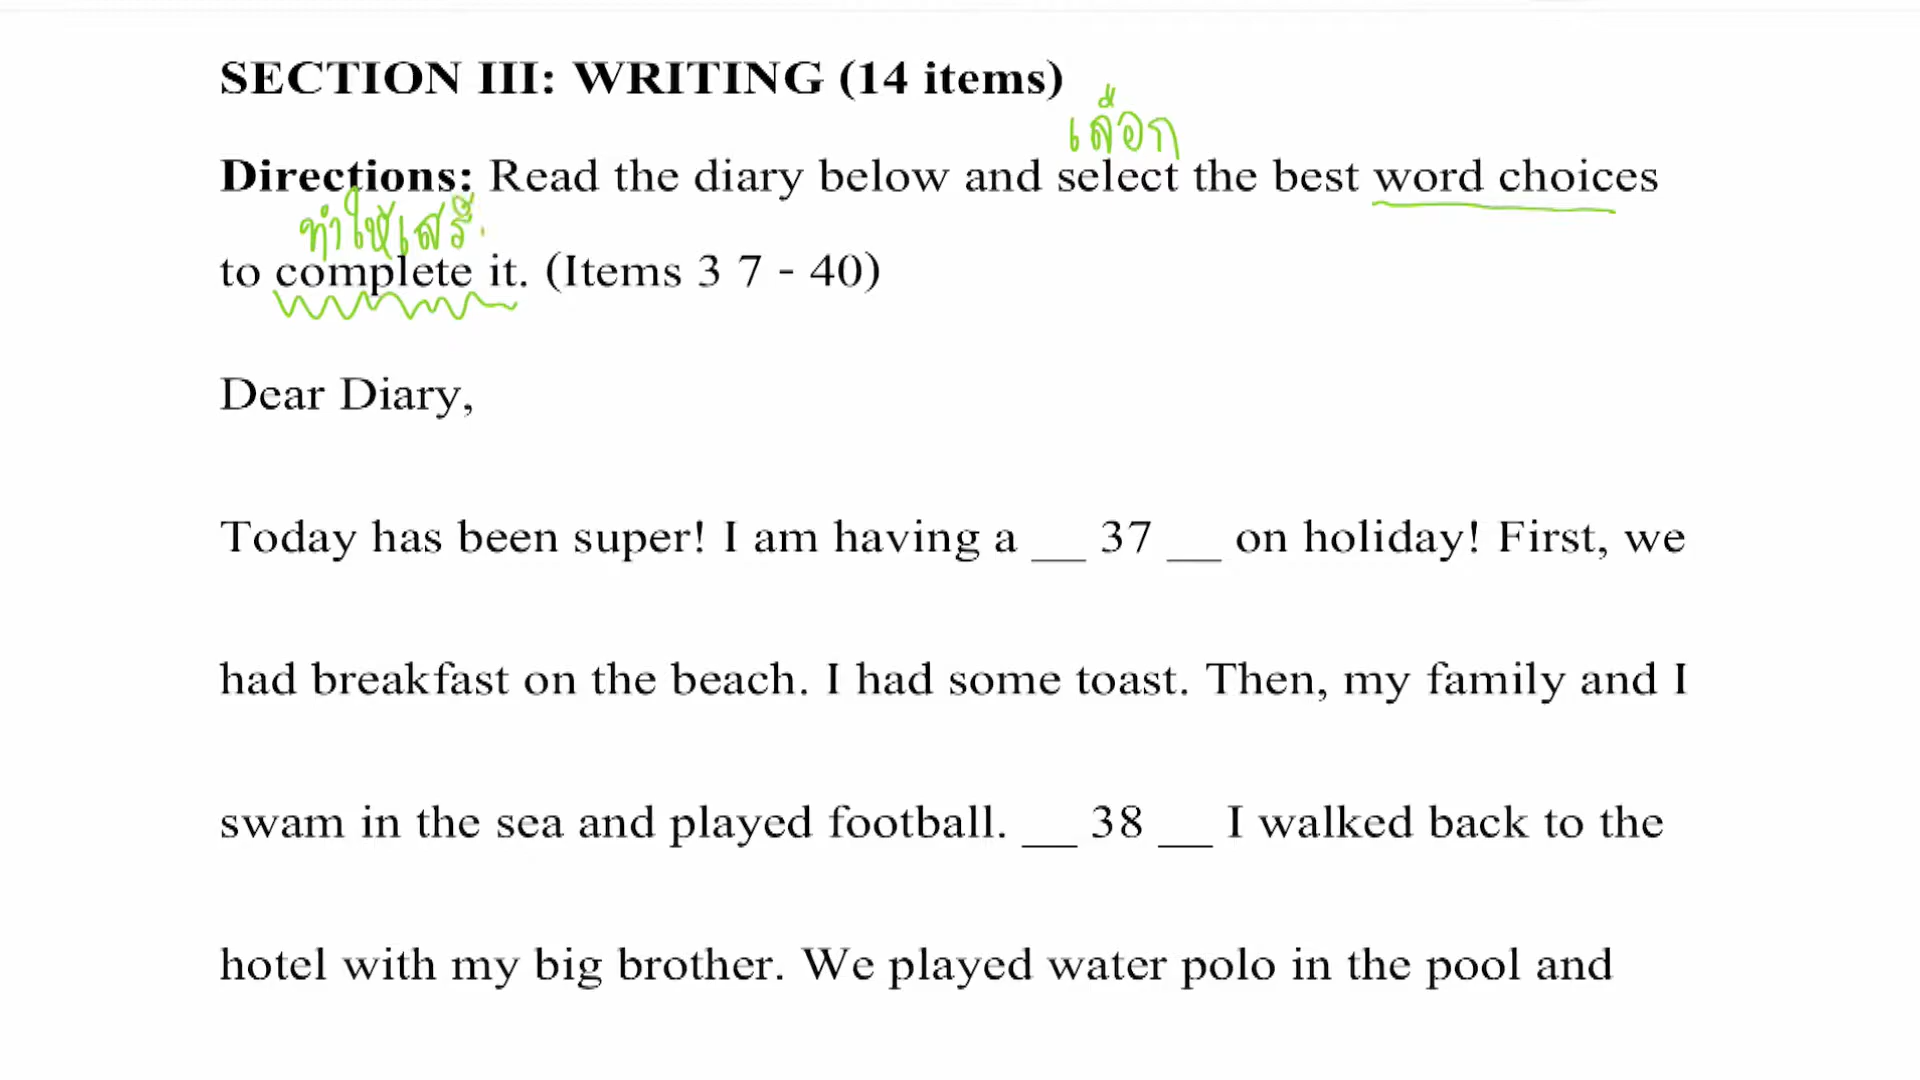 SECTION III: WRITING (14 items)
เลือก
Directions: Read the diary below and select the best word choices
ทำให้เสร็จ
to complete it. (Items 3 7 - 40)
Dear Diary,
Today has been super! I am having a __ 37 __ on holiday! First, we
had breakfast on the beach. I had some toast. Then, my family and I
swam in the sea and played football. __ 38 __ I walked back to the
hotel with my big brother. We played water polo in the pool and